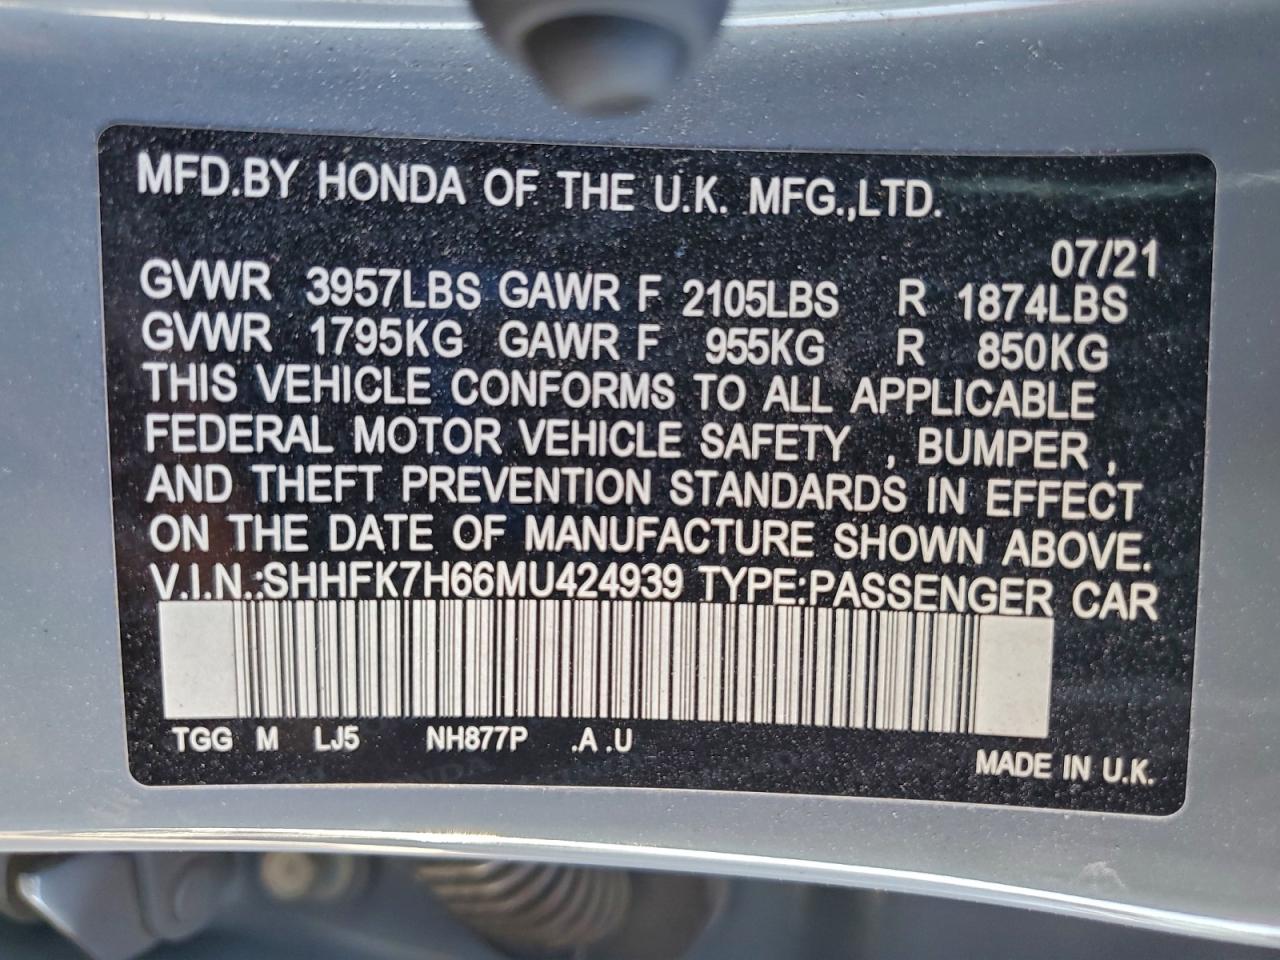 MFD.BY HONDA OF THE U.K. MFG.,LTD.
07/21
GVWR 3957LBS GAWR F 2105LBS R 1874LBS
GVWR 1795KG GAWR F 955KG R 850KG
THIS VEHICLE CONFORMS TO ALL APPLICABLE
FEDERAL MOTOR VEHICLE SAFETY , BUMPER ,
AND THEFT PREVENTION STANDARDS IN EFFECT
ON THE DATE OF MANUFACTURE SHOWN ABOVE.
V.I.N.:SHHFK7H66MU424939 TYPE:PASSENGER CAR
TGG M LJ5 NH877P .A .U
MADE IN U.K.